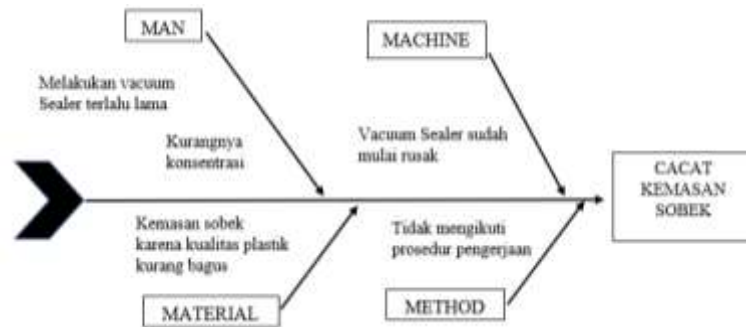 MAN
MACHINE
Melakukan vacuum
Sealer terlalu lama
Kurangnya
konsentrasi
Vacuum Sealer sudah
mulai rusak
CACAT
KEMASAN
SOBEK
Kemasan sobek
karena kualitas plastik
kurang bagus
Tidak mengikuti
prosedur pengerjaan
MATERIAL
METHOD